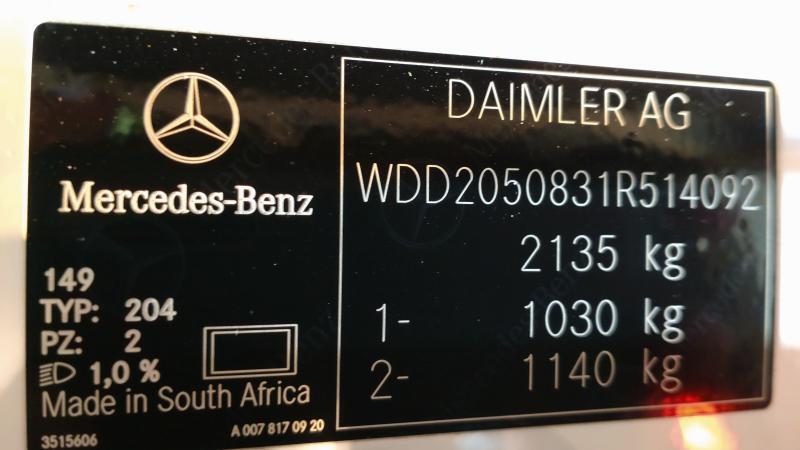 Mercedes-Benz
149
TYP: 204
PZ: 2
1,0 %
Made in South Africa
3515606
A 007 817 09 20
DAIMLER AG
WDD2050831R514092
2135 kg
1- 1030 kg
2- 1140 kg